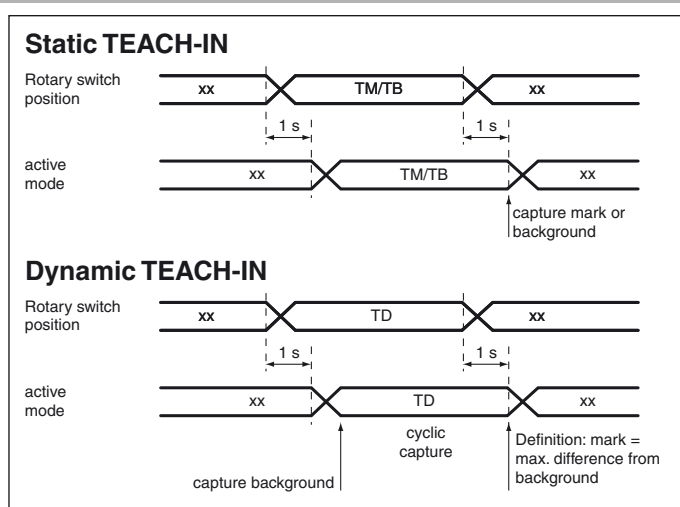 Static TEACH-IN
Rotary switch
position
xx TM/TB xx
1 s 1 s
active
mode
xx TM/TB xx
capture mark or
background
Dynamic TEACH-IN
Rotary switch
position
xx TD xx
1 s 1 s
active
mode
xx TD xx
cyclic
capture
Definition: mark =
max. difference from
background
capture background